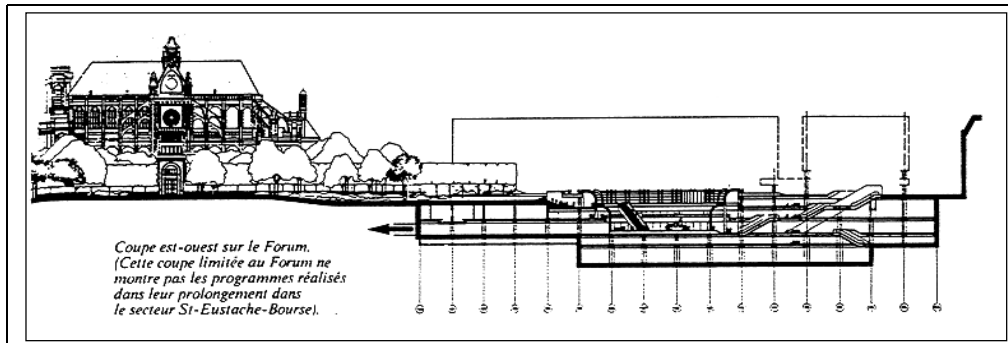 Coupe est-ouest sur le Forum.
(Cette coupe limitée au Forum ne
montre pas les programmes réalisés
dans leur prolongement dans
le secteur St-Eustache-Bourse).